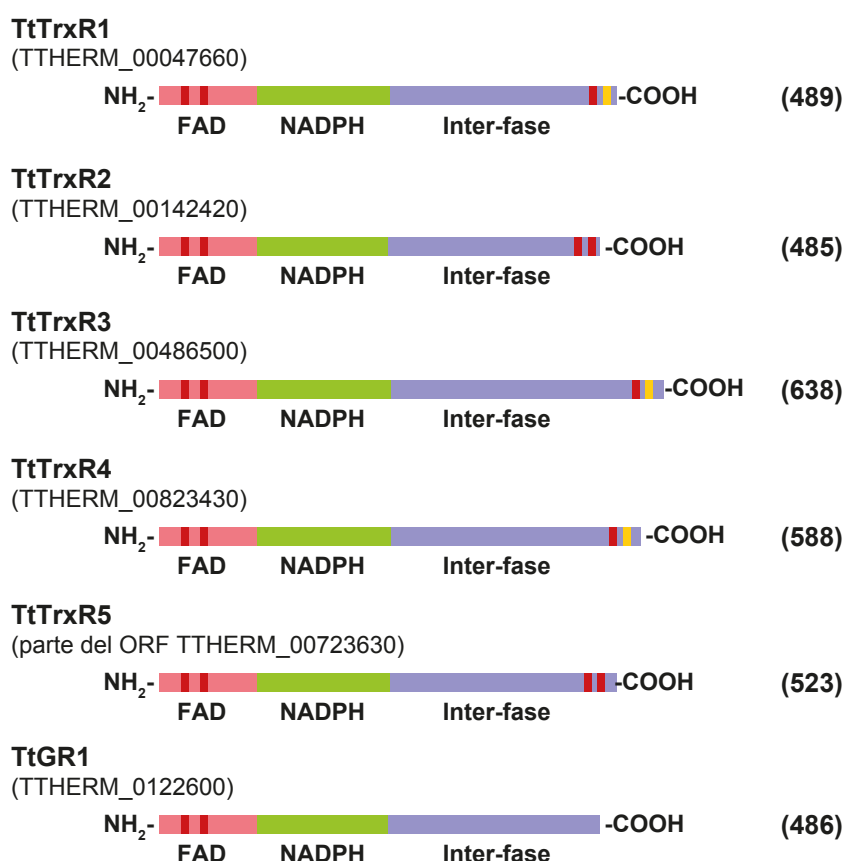 TtTrxR1
(TTHERM_00047660)
NH2- -COOH (489)
FAD NADPH Inter-fase
TtTrxR2
(TTHERM_00142420)
NH2- -COOH (485)
FAD NADPH Inter-fase
TtTrxR3
(TTHERM_00486500)
NH2- -COOH (638)
FAD NADPH Inter-fase
TtTrxR4
(TTHERM_00823430)
NH2- -COOH (588)
FAD NADPH Inter-fase
TtTrxR5
(parte del ORF TTHERM_00723630)
NH2- -COOH (523)
FAD NADPH Inter-fase
TtGR1
(TTHERM_0122600)
NH2- -COOH (486)
FAD NADPH Inter-fase